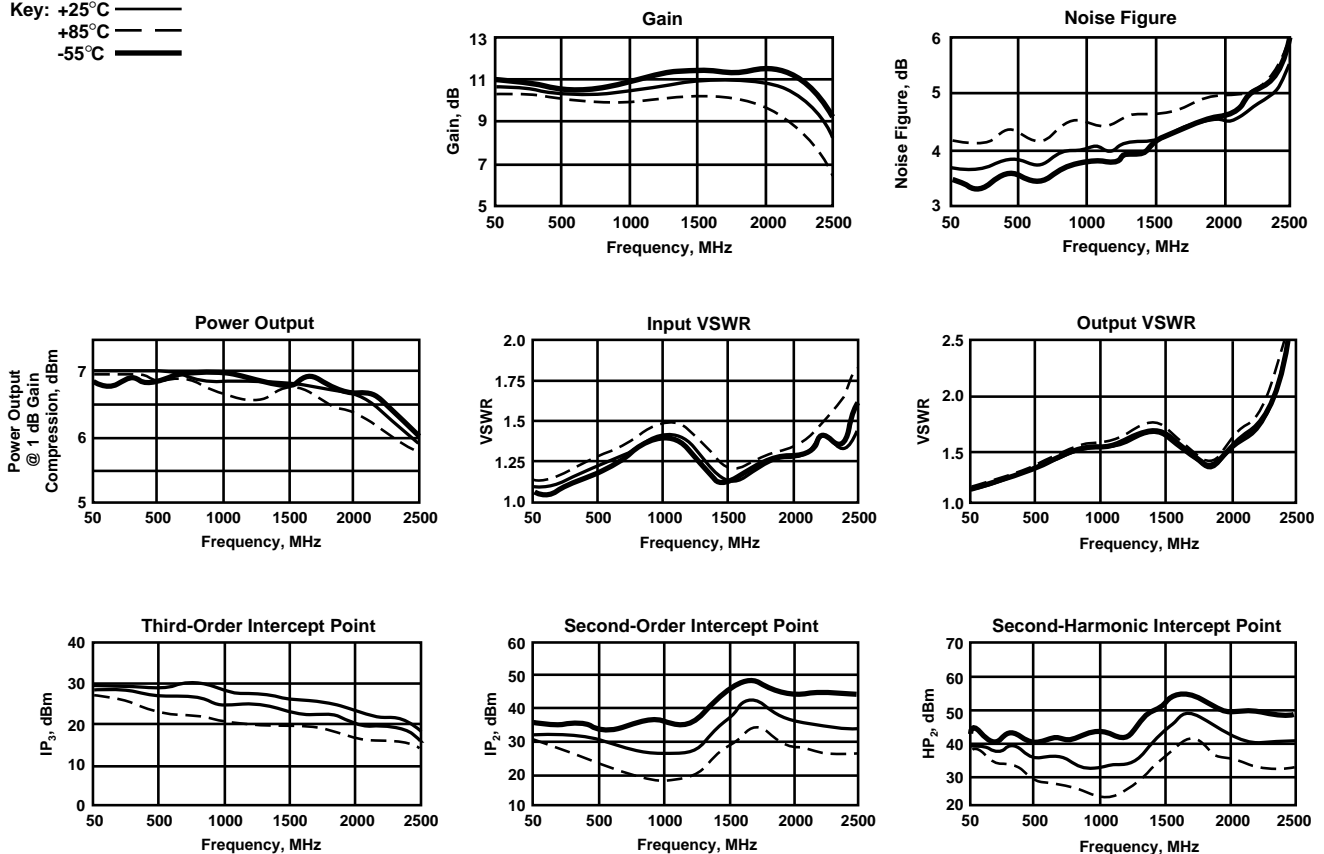 Key: +25°C
+85°C
-55°C
Gain
Gain, dB
13
11
9
7
5
50 500 1000 1500 2000 2500
Frequency, MHz
Noise Figure
Noise Figure, dB
6
5
4
3
50 500 1000 1500 2000 2500
Frequency, MHz
Power Output
Power Output
@ 1 dB Gain
Compression, dBm
7
6
5
50 500 1000 1500 2000 2500
Frequency, MHz
Input VSWR
VSWR
2.0
1.75
1.5
1.25
1.0
50 500 1000 1500 2000 2500
Frequency, MHz
Output VSWR
VSWR
2.5
2.0
1.5
1.0
50 500 1000 1500 2000 2500
Frequency, MHz
Third-Order Intercept Point
IP3, dBm
40
30
20
10
0
50 500 1000 1500 2000 2500
Frequency, MHz
Second-Order Intercept Point
IP2, dBm
60
50
40
30
20
10
50 500 1000 1500 2000 2500
Frequency, MHz
Second-Harmonic Intercept Point
HP2, dBm
70
60
50
40
30
20
50 500 1000 1500 2000 2500
Frequency, MHz